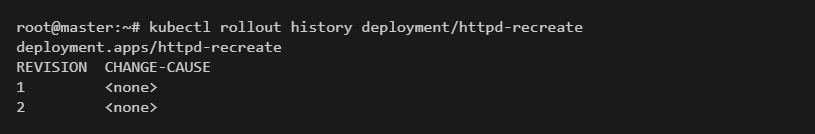 root@master:~# kubectl rollout history deployment/httpd-recreate
deployment.apps/httpd-recreate
REVISION  CHANGE-CAUSE
1         <none>
2         <none>